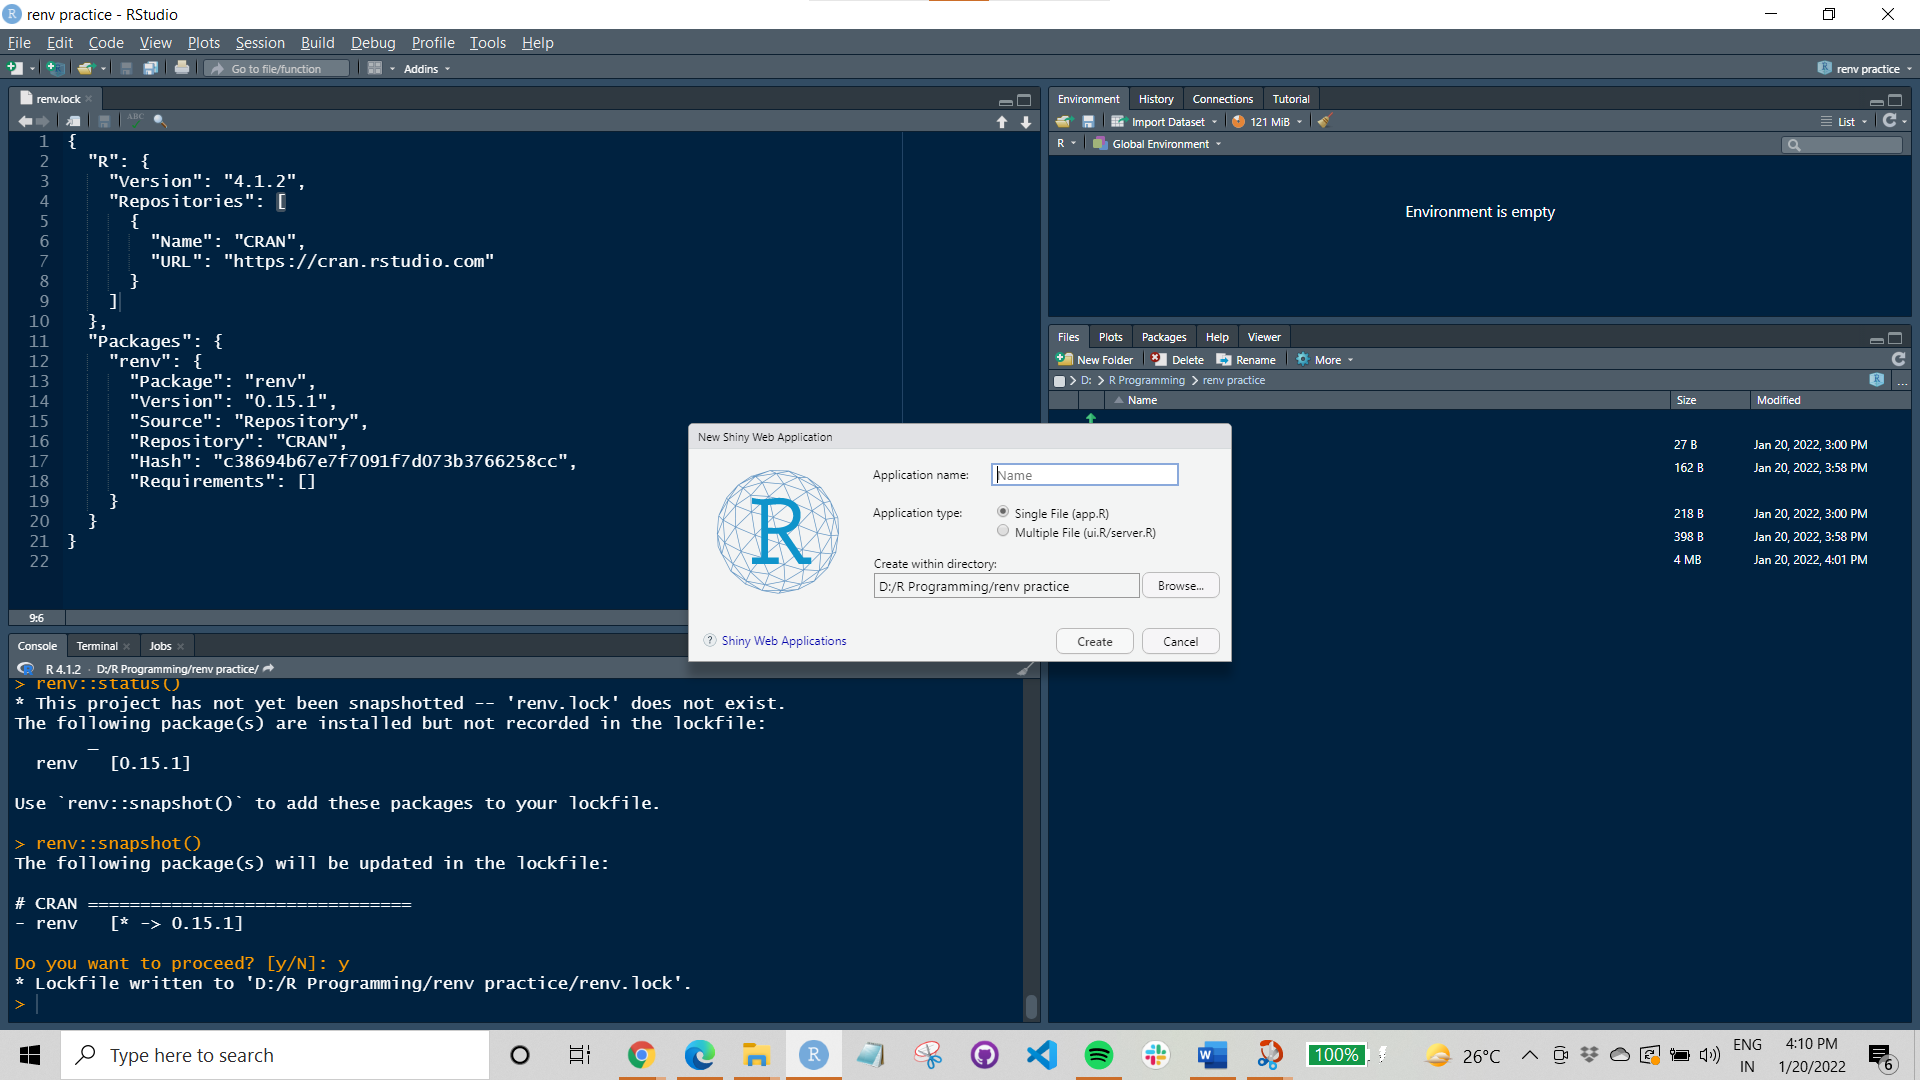 renv practice - RStudio
File Edit Code View Plots Session Build Debug Profile Tools Help
Go to file/function Addins renv practice
renv.lock
ABC
1 {
2 "R": {
3 "Version": "4.1.2",
4 "Repositories": [
5 {
6 "Name": "CRAN",
7 "URL": "https://cran.rstudio.com"
8 }
9 ]
10 },
11 "Packages": {
12 "renv": {
13 "Package": "renv",
14 "Version": "0.15.1",
15 "Source": "Repository",
16 "Repository": "CRAN",
17 "Hash": "c38694b67e7f7091f7d073b3766258cc",
18 "Requirements": []
19 }
20 }
21 }
22
9:6
Console Terminal Jobs
R 4.1.2 · D:/R Programming/renv practice/
> renv::status()
* This project has not yet been snapshotted -- 'renv.lock' does not exist.
The following package(s) are installed but not recorded in the lockfile:
_
renv [0.15.1]
Use `renv::snapshot()` to add these packages to your lockfile.
> renv::snapshot()
The following package(s) will be updated in the lockfile:
# CRAN ===============================
- renv [* -> 0.15.1]
Do you want to proceed? [y/N]: y
* Lockfile written to 'D:/R Programming/renv practice/renv.lock'.
>
Environment History Connections Tutorial
Import Dataset 121 MiB List
R Global Environment
Environment is empty
Files Plots Packages Help Viewer
New Folder Delete Rename More
D: R Programming renv practice ...
Name Size Modified
27 B Jan 20, 2022, 3:00 PM
162 B Jan 20, 2022, 3:58 PM
218 B Jan 20, 2022, 3:00 PM
398 B Jan 20, 2022, 3:58 PM
4 MB Jan 20, 2022, 4:01 PM
New Shiny Web Application
R
Application name: Name
Application type: Single File (app.R)
Multiple File (ui.R/server.R)
Create within directory:
D:/R Programming/renv practice Browse...
? Shiny Web Applications Create Cancel
Type here to search
100% 26°C ENG IN 4:10 PM 1/20/2022 6